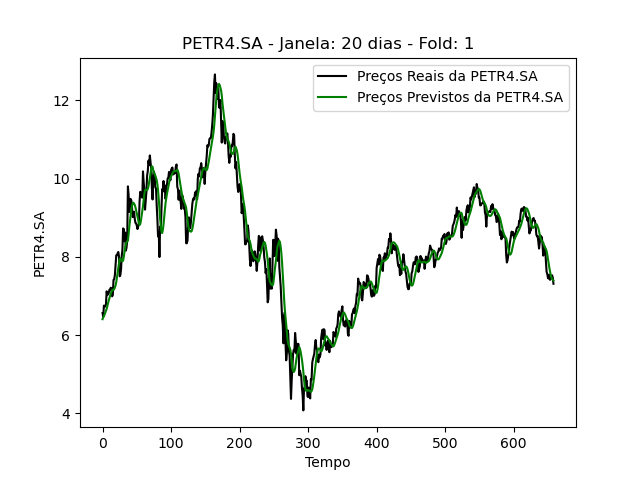 PETR4.SA - Janela: 20 dias - Fold: 1
Preços Reais da PETR4.SA
Preços Previstos da PETR4.SA
PETR4.SA
12
10
8
6
4
0 100 200 300 400 500 600
Tempo